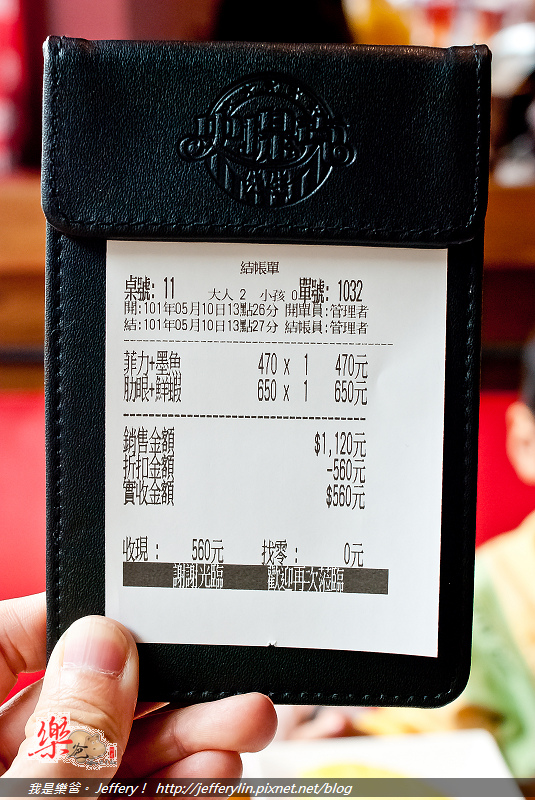 結帳單
桌號: 11 大人 2 小孩 0 單號: 1032
開:101年05月10日13點26分 開單員:管理者
結:101年05月10日13點27分 結帳員:管理者
菲力+墨魚 470 x 1 470元
肋眼+鮮蝦 650 x 1 650元
銷售金額 $1,120元
折扣金額 -560元
實收金額 $560元
收現 : 560元 找零 : 0元
謝謝光臨 歡迎再次蒞臨
樂爸
我是樂爸。Jeffery! http://jefferylin.pixnet.net/blog